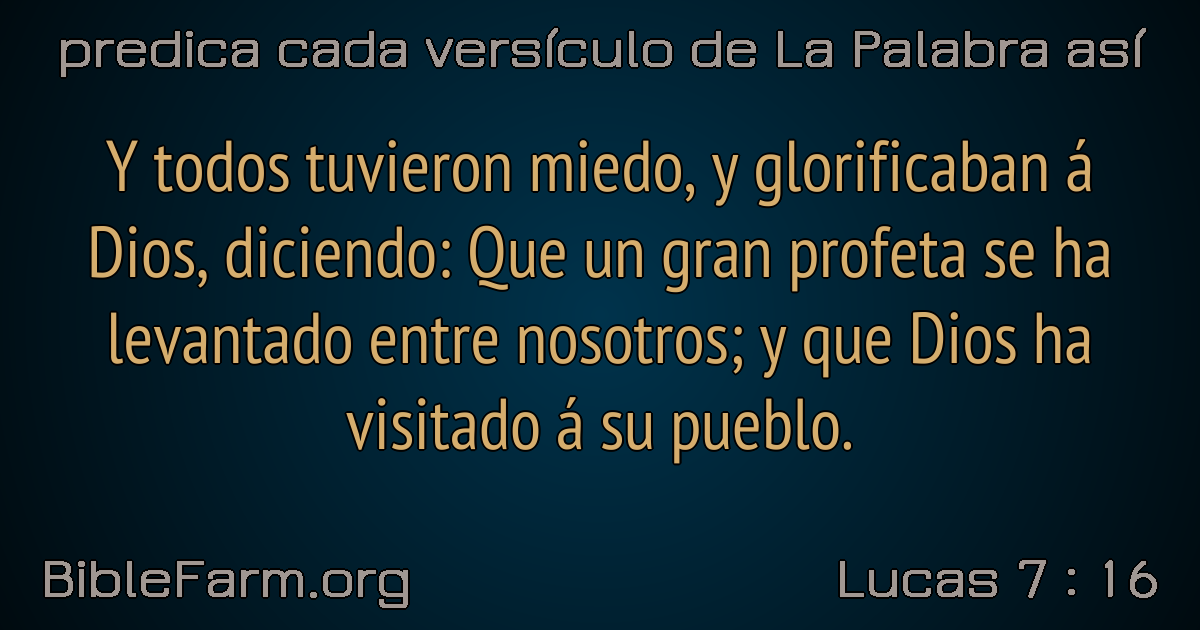 predica cada versículo de La Palabra así
Y todos tuvieron miedo, y glorificaban á
Dios, diciendo: Que un gran profeta se ha
levantado entre nosotros; y que Dios ha
visitado á su pueblo.
BibleFarm.org
Lucas 7 : 16